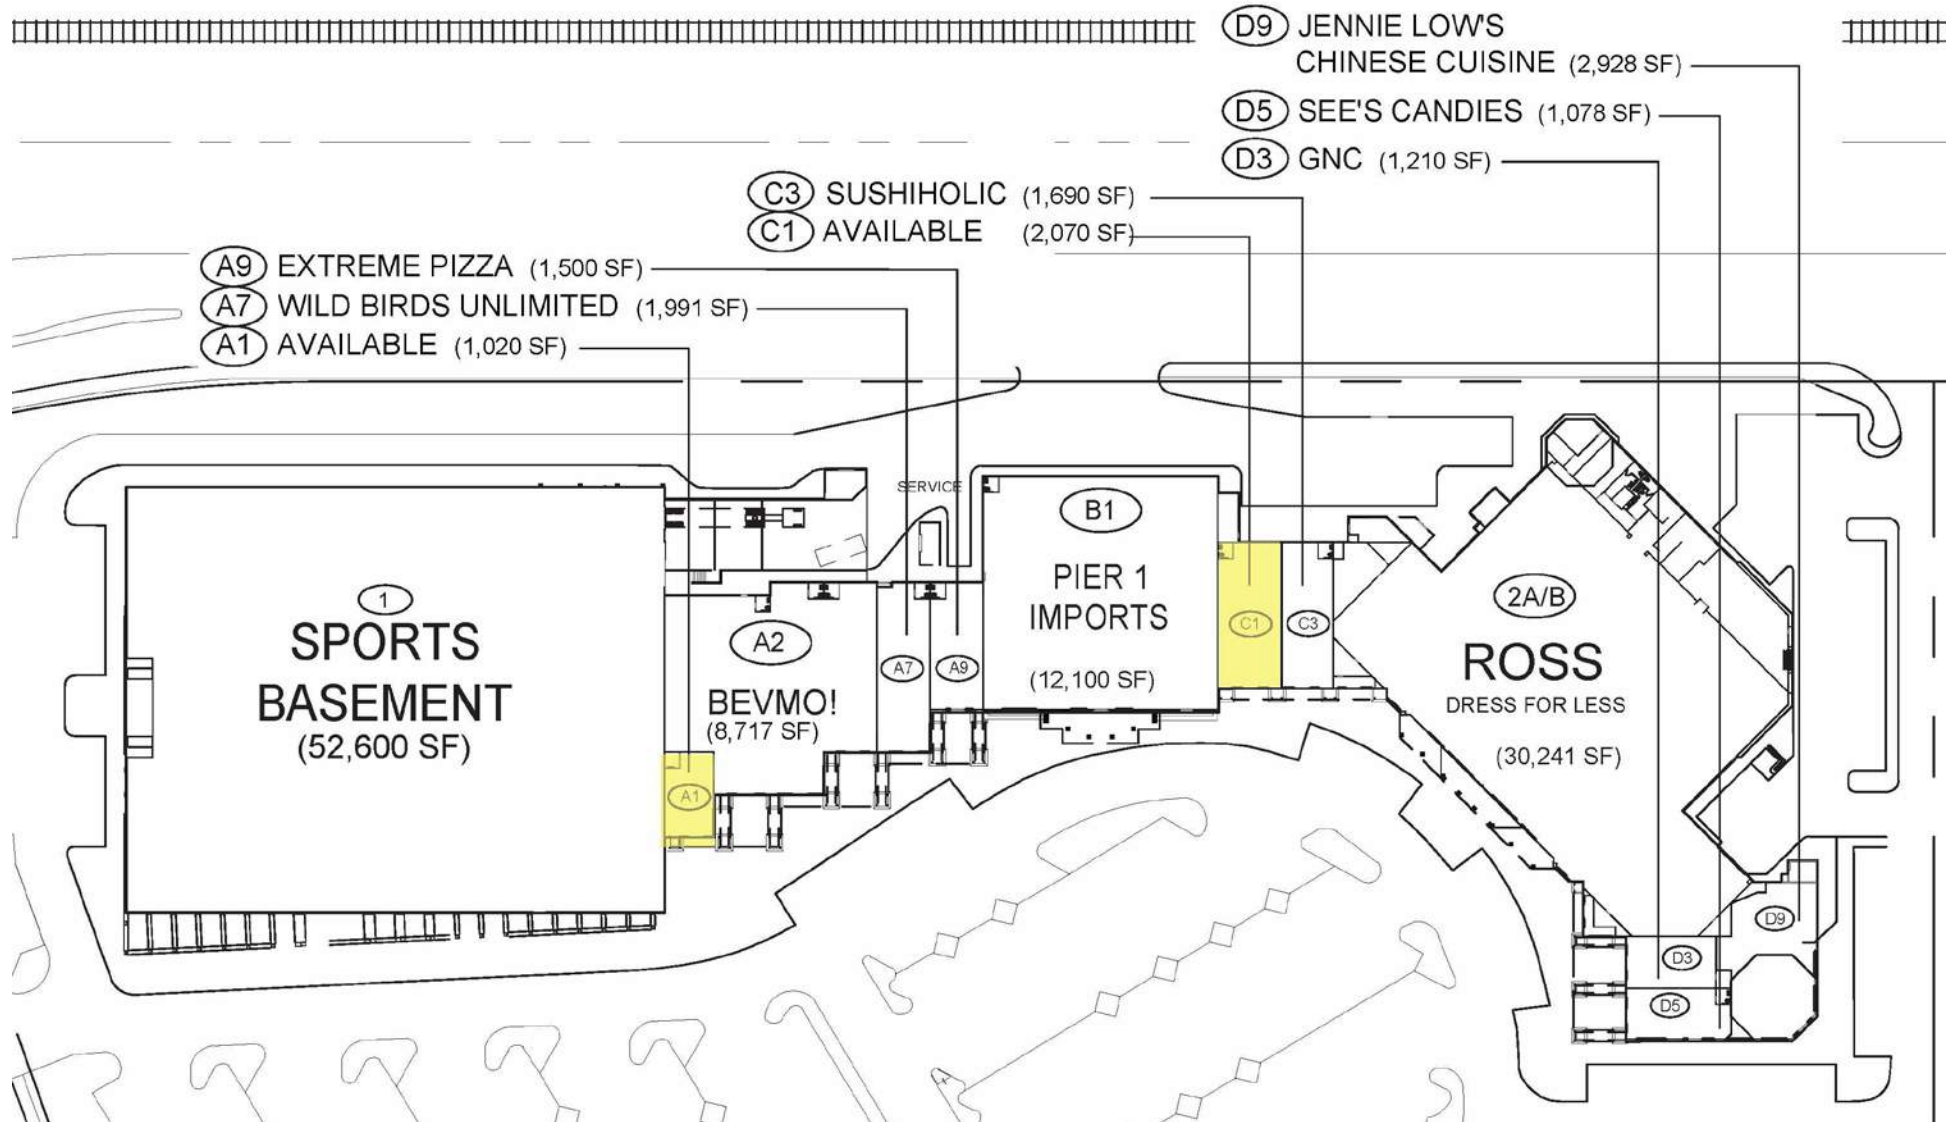 D9 JENNIE LOW'S
CHINESE CUISINE (2,928 SF)
D5 SEE'S CANDIES (1,078 SF)
D3 GNC (1,210 SF)
C3 SUSHIHOLIC (1,690 SF)
C1 AVAILABLE (2,070 SF)
A9 EXTREME PIZZA (1,500 SF)
A7 WILD BIRDS UNLIMITED (1,991 SF)
A1 AVAILABLE (1,020 SF)
SERVICE
1
SPORTS
BASEMENT
(52,600 SF)
A2
BEVMO!
(8,717 SF)
A1
A7
A9
B1
PIER 1
IMPORTS
(12,100 SF)
C1
C3
2A/B
ROSS
DRESS FOR LESS
(30,241 SF)
D9
D3
D5